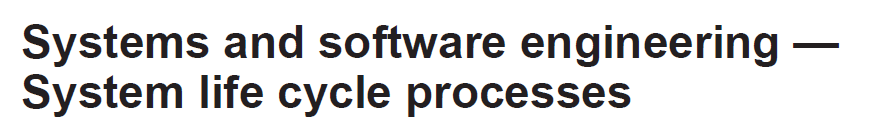 Systems and software engineering —
System life cycle processes